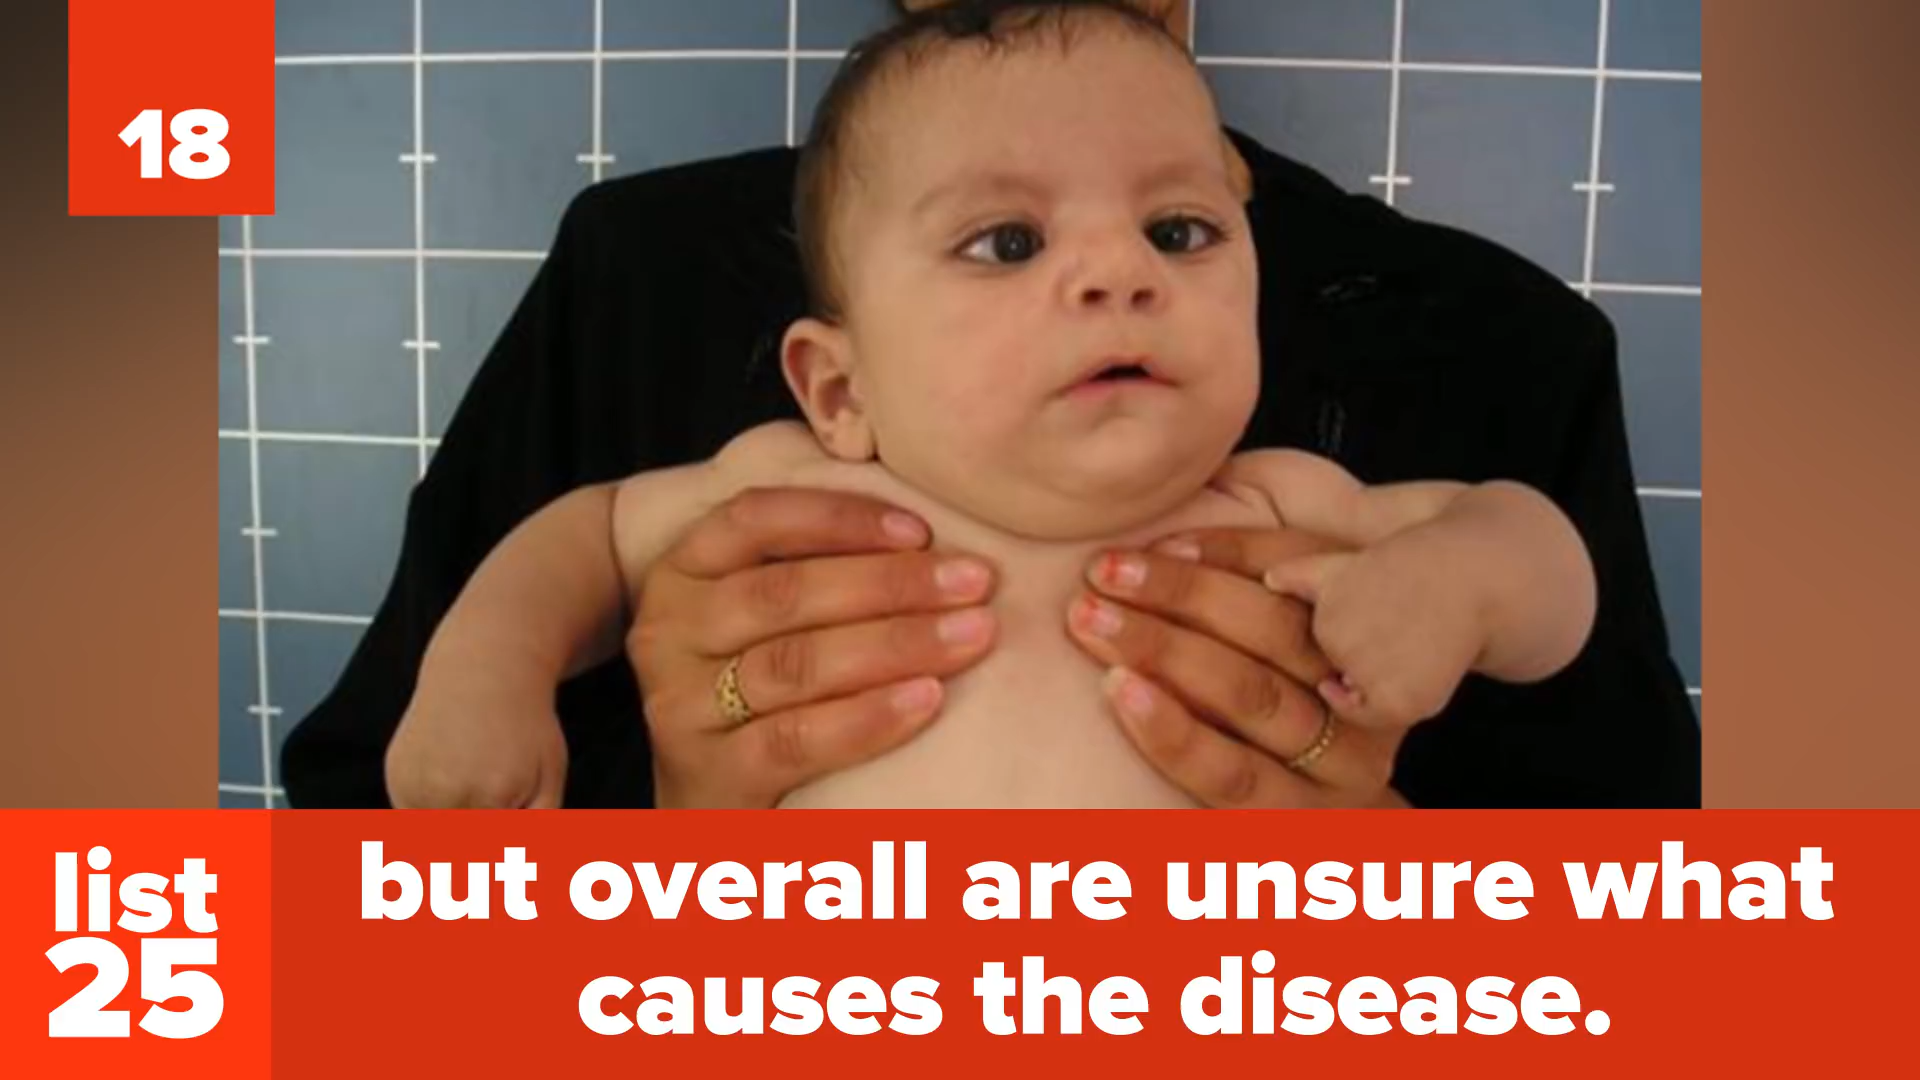 18
list
25
but overall are unsure what
causes the disease.